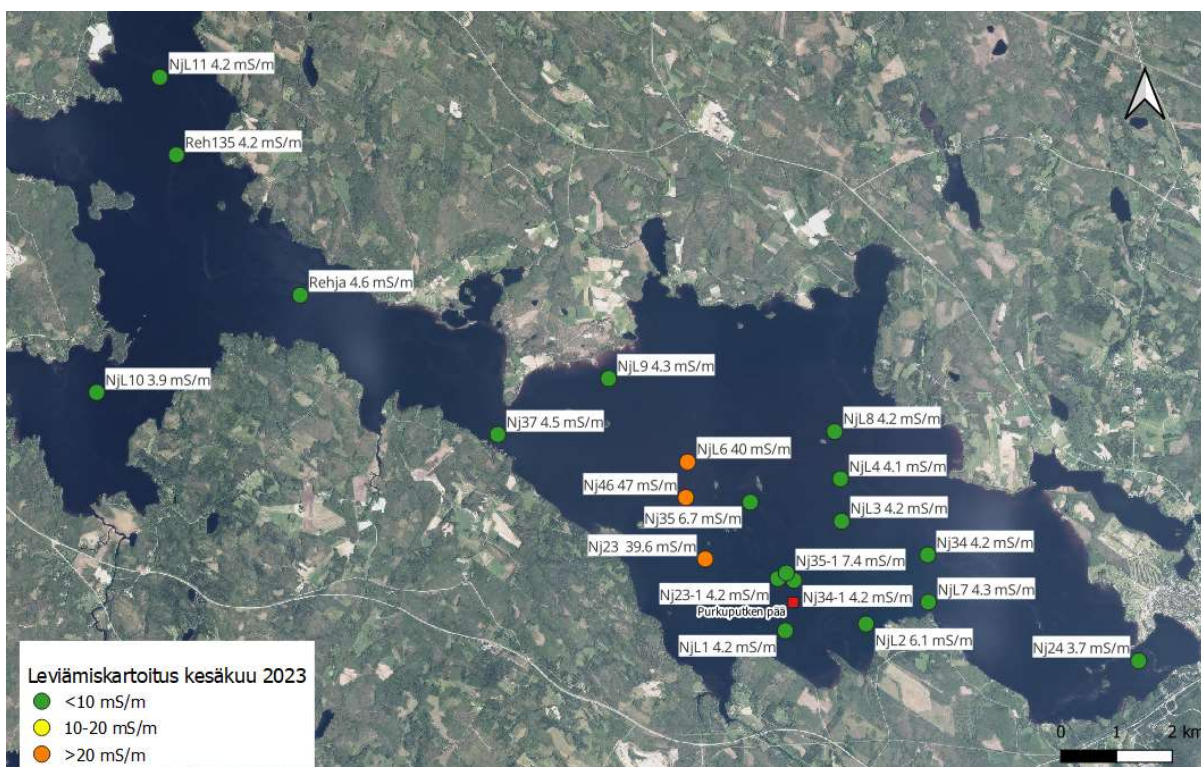 NjL11 4.2 mS/m
Reh135 4.2 mS/m
Rehja 4.6 mS/m
NjL10 3.9 mS/m
NjL9 4.3 mS/m
Nj37 4.5 mS/m
NjL8 4.2 mS/m
NjL6 40 mS/m
NjL4 4.1 mS/m
Nj46 47 mS/m
Nj35 6.7 mS/m
NjL3 4.2 mS/m
Nj23 39.6 mS/m
Nj35-1 7.4 mS/m
Nj34 4.2 mS/m
Nj23-1 4.2 mS/m
Nj34-1 4.2 mS/m
NjL7 4.3 mS/m
Purkuputken pää
NjL1 4.2 mS/m
NjL2 6.1 mS/m
Nj24 3.7 mS/m
Leviämiskartoitus kesäkuu 2023
<10 mS/m
10-20 mS/m
>20 mS/m
0 1 2 km